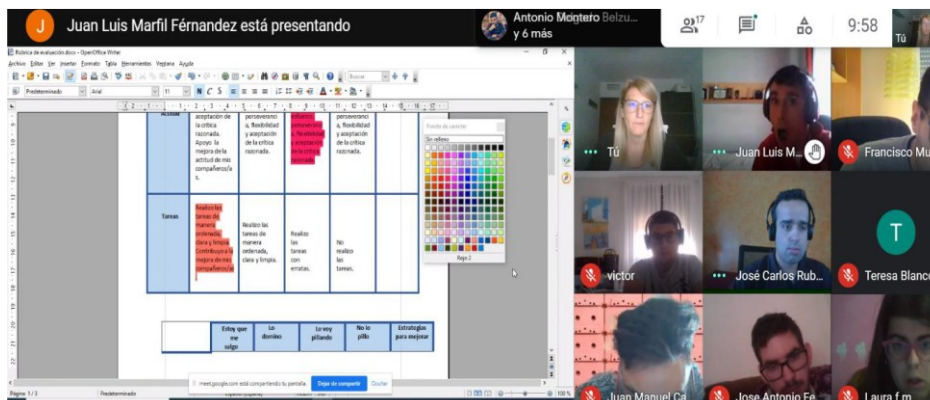 J
Juan Luis Marfil Férnandez está presentando
y 6 más
17
9:58
Tú
Rúbrica de evaluación.docx - OpenOffice Writer
Archivo Editar Ver Insertar Formato Tabla Herramientas Ventana Ayuda
Predeterminado
Arial
11
N C S
aceptación de
la crítica
razonada.
Apoyo la
mejora de la
actitud de mis
compañeros/a
s.
perseveranci
a, flexibilidad
y aceptación
de la crítica
razonada.
esfuerzo,
perseveranci
a, flexibilidad
y aceptación
de la crítica
razonada.
perseveranci
a, flexibilidad
y aceptación
de la crítica
razonada.
Tareas
Realizo las
tareas de
manera
ordenada,
clara y limpia.
Contribuyo a la
mejora de mis
compañeros/as
Realizo las
tareas de
manera
ordenada,
clara y limpia.
Realizo
las
tareas
con
erratas.
No
realizo
las
tareas.
Estoy que
me
salgo
Lo
domino
Lo voy
pillando
No lo
pillo
Estrategias
para mejorar
Fondo de carácter
Sin relleno
Rojo 2
meet.google.com está compartiendo tu pantalla.
Dejar de compartir
Ocultar
Página 1 / 1
Predeterminado
100 %
Tú
Juan Luis M...
Francisco Mu
victor
José Carlos Rub...
T
Teresa Blanc
Juan Manuel Ca
Jose Antonio Fe
Laura f m